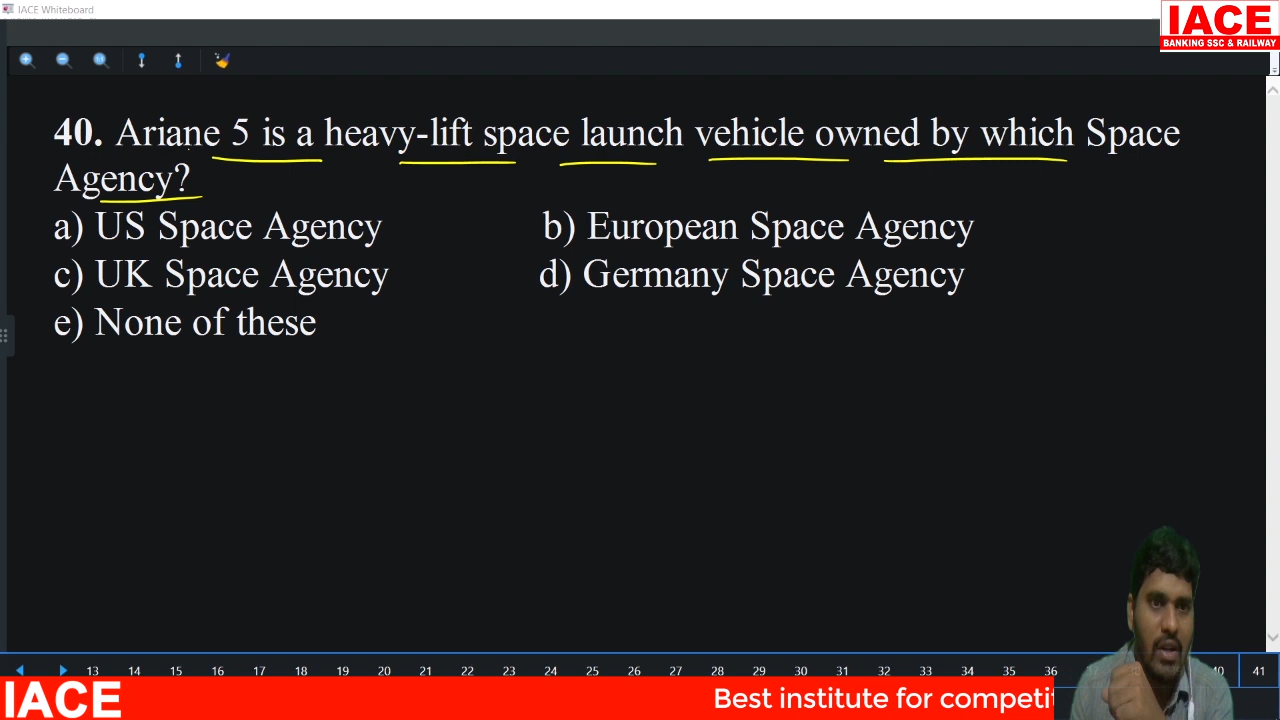 IACE Whiteboard
IACE
BANKING SSC & RAILWAY
40. Ariane 5 is a heavy-lift space launch vehicle owned by which Space
Agency?
a) US Space Agency b) European Space Agency
c) UK Space Agency d) Germany Space Agency
e) None of these
13 14 15 16 17 18 19 20 21 22 23 24 25 26 27 28 29 30 31 32 33 34 35 36 40 41
IACE Best institute for competit